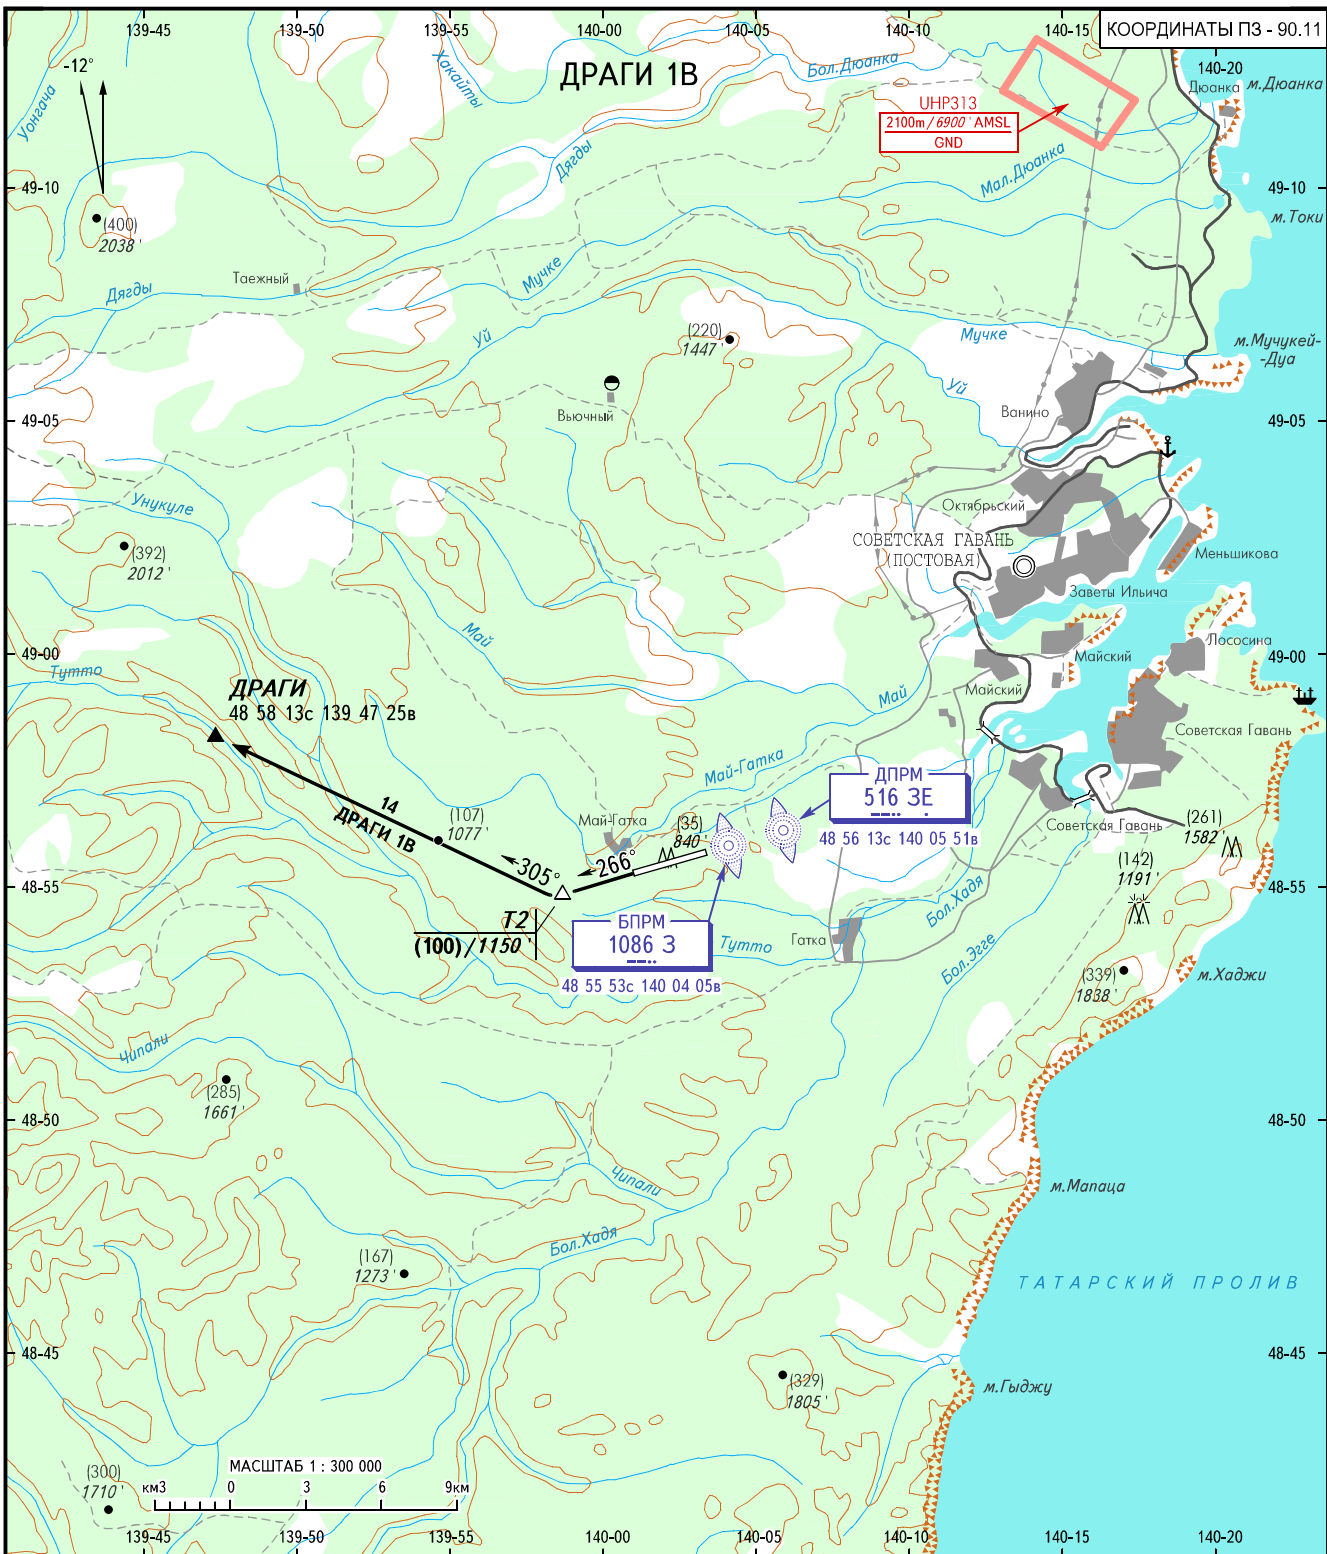 139-45 139-50 139-55 140-00 140-05 140-10 140-15
КООРДИНАТЫ ПЗ - 90.11
140-20
-12°
ДРАГИ 1В
Уонгача
Хакайты
Бол.Дюанка
Дюанка
м.Дюанка
UHP313
2100m/6900 ' AMSL
GND
Дягды
Мал.Дюанка
49-10
49-10
м.Токи
(400)
2038 '
Таежный
Дягды
Мучке
Уй
(220)
1447 '
Мучке
м.Мучукей-
-Дуа
Уй
Вьючный
Ванино
49-05
49-05
Унукуле
Октябрьский
СОВЕТСКАЯ ГАВАНЬ
(ПОСТОВАЯ)
(392)
2012 '
Меньшикова
Заветы Ильича
Май
Лососина
Майский
49-00
49-00
Тутто
ДРАГИ
48 58 13с 139 47 25в
Май
Майский
Советская Гавань
Май-Гатка
ДПРМ
516 ЗЕ
48 56 13с 140 05 51в
14
ДРАГИ 1В
(107)
1077 '
Май-Гатка
(35)
840 '
Советская Гавань
(261)
1582 '
305°
266°
(142)
1191 '
48-55
48-55
Т2
(100) / 1150 '
БПРМ
1086 З
48 55 53с 140 04 05в
Тутто
Гатка
Бол.Хадя
Бол.Эгге
(339)
1838 '
м.Хаджи
Чипали
(285)
1661 '
48-50
48-50
Чипали
м.Мапаца
Бол.Хадя
(167)
1273 '
ТАТАРСКИЙ ПРОЛИВ
48-45
48-45
(329)
1805 '
м.Гыджу
(300)
1710 '
МАСШТАБ 1 : 300 000
км3 0 3 6 9км
139-45 139-50 139-55 140-00 140-05 140-10 140-15 140-20